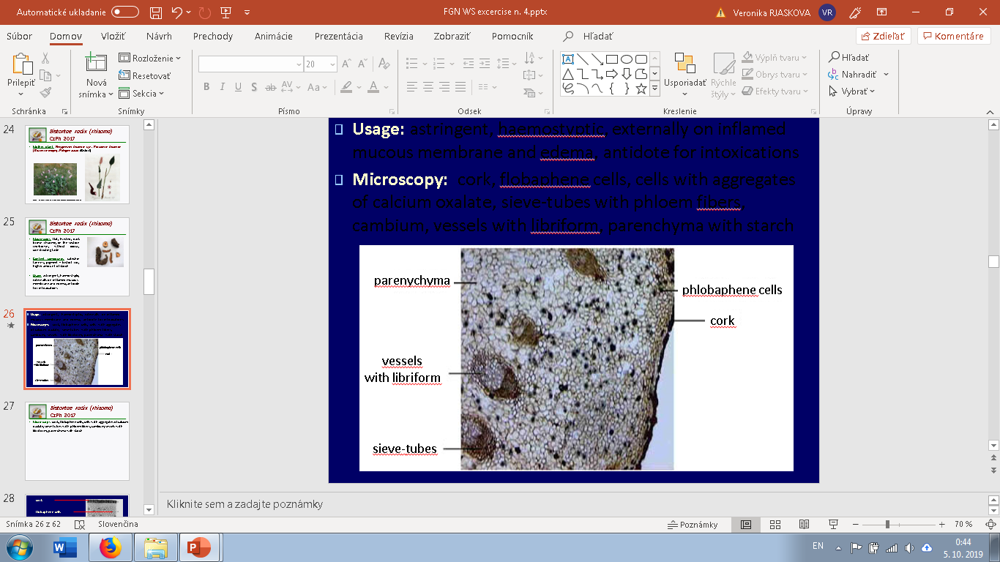 Automatické ukladanie
FGN WS excercise n. 4.pptx
Veronika RJASKOVA
VR
Súbor
Domov
Vložiť
Návrh
Prechody
Animácie
Prezentácia
Revízia
Zobraziť
Pomocník
Hľadať
Zdieľať
Komentáre
Prilepiť
Nová
snímka
Rozloženie
Resetovať
Sekcia
20
B I U S ab AV Aa A
Usporiadať
Rýchle
štýly
Výplň tvaru
Obrys tvaru
Efekty tvaru
Hľadať
Nahradiť
Vybrať
Schránka
Snímky
Písmo
Odsek
Kreslenie
Úpravy
24
Bistortae radix (rhizoma)
CzPh 2017
25
Bistortae radix (rhizoma)
CzPh 2017
26
27
Bistortae radix (rhizoma)
CzPh 2017
28
Usage: astringent, haemostyptic, externally on inflamed
mucous membrane and edema, antidote for intoxications
Microscopy: cork, flobaphene cells, cells with aggregates
of calcium oxalate, sieve-tubes with phloem fibers,
cambium, vessels with libriform, parenchyma with starch
parenychyma
phlobaphene cells
cork
vessels
with libriform
sieve-tubes
Kliknite sem a zadajte poznámky
Snímka 26 z 62
Slovenčina
Poznámky
70 %
EN
0:44
5. 10. 2019